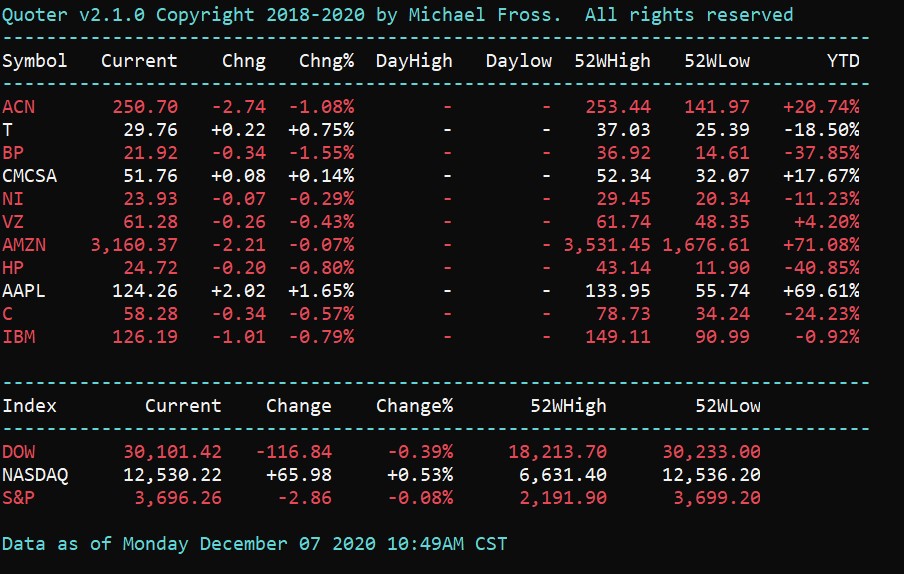 Quoter v2.1.0 Copyright 2018-2020 by Michael Fross.  All rights reserved
-------------------------------------------------------------------------------
Symbol   Current    Chng   Chng%  DayHigh   Daylow  52WHigh   52WLow       YTD
-------------------------------------------------------------------------------
ACN       250.70   -2.74  -1.08%        -        -   253.44   141.97   +20.74%
T          29.76   +0.22  +0.75%        -        -    37.03    25.39   -18.50%
BP         21.92   -0.34  -1.55%        -        -    36.92    14.61   -37.85%
CMCSA      51.76   +0.08  +0.14%        -        -    52.34    32.07   +17.67%
NI         23.93   -0.07  -0.29%        -        -    29.45    20.34   -11.23%
VZ         61.28   -0.26  -0.43%        -        -    61.74    48.35    +4.20%
AMZN    3,160.37   -2.21  -0.07%        -        - 3,531.45 1,676.61   +71.08%
HP         24.72   -0.20  -0.80%        -        -    43.14    11.90   -40.85%
AAPL      124.26   +2.02  +1.65%        -        -   133.95    55.74   +69.61%
C          58.28   -0.34  -0.57%        -        -    78.73    34.24   -24.23%
IBM       126.19   -1.01  -0.79%        -        -   149.11    90.99    -0.92%
-------------------------------------------------------------------------------
Index        Current    Change    Change%       52WHigh        52WLow
-------------------------------------------------------------------------------
DOW        30,101.42   -116.84     -0.39%     18,213.70     30,233.00
NASDAQ     12,530.22    +65.98     +0.53%      6,631.40     12,536.20
S&P         3,696.26     -2.86     -0.08%      2,191.90      3,699.20
Data as of Monday December 07 2020 10:49AM CST